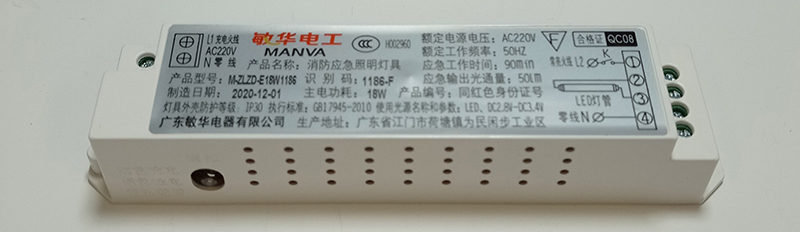 L1 充电火线
AC220V
N 零线
敏华电工
MANVA
CCC
H002960
额定电源电压: AC220V
额定工作频率: 50HZ
F
合格证 QC08
产品名称: 消防应急照明灯具
应急工作时间: 90min
产品型号: M-ZLZD-E18W1186
识别码: 1186-F
应急输出光通量: 50Lm
制造日期: 2020-12-01
主电功耗: 18W
产品编号: 同红色身份证号
灯具外壳防护等级: IP30 执行标准: GB17945-2010 使用光源名称和参数: LED、DC2.8V-DC3.4V
广东敏华电器有限公司
生产地址: 广东省江门市荷塘镇为民闲步工业区
零线火线 L2
K
①
②
LED灯管
③
零线 N
④